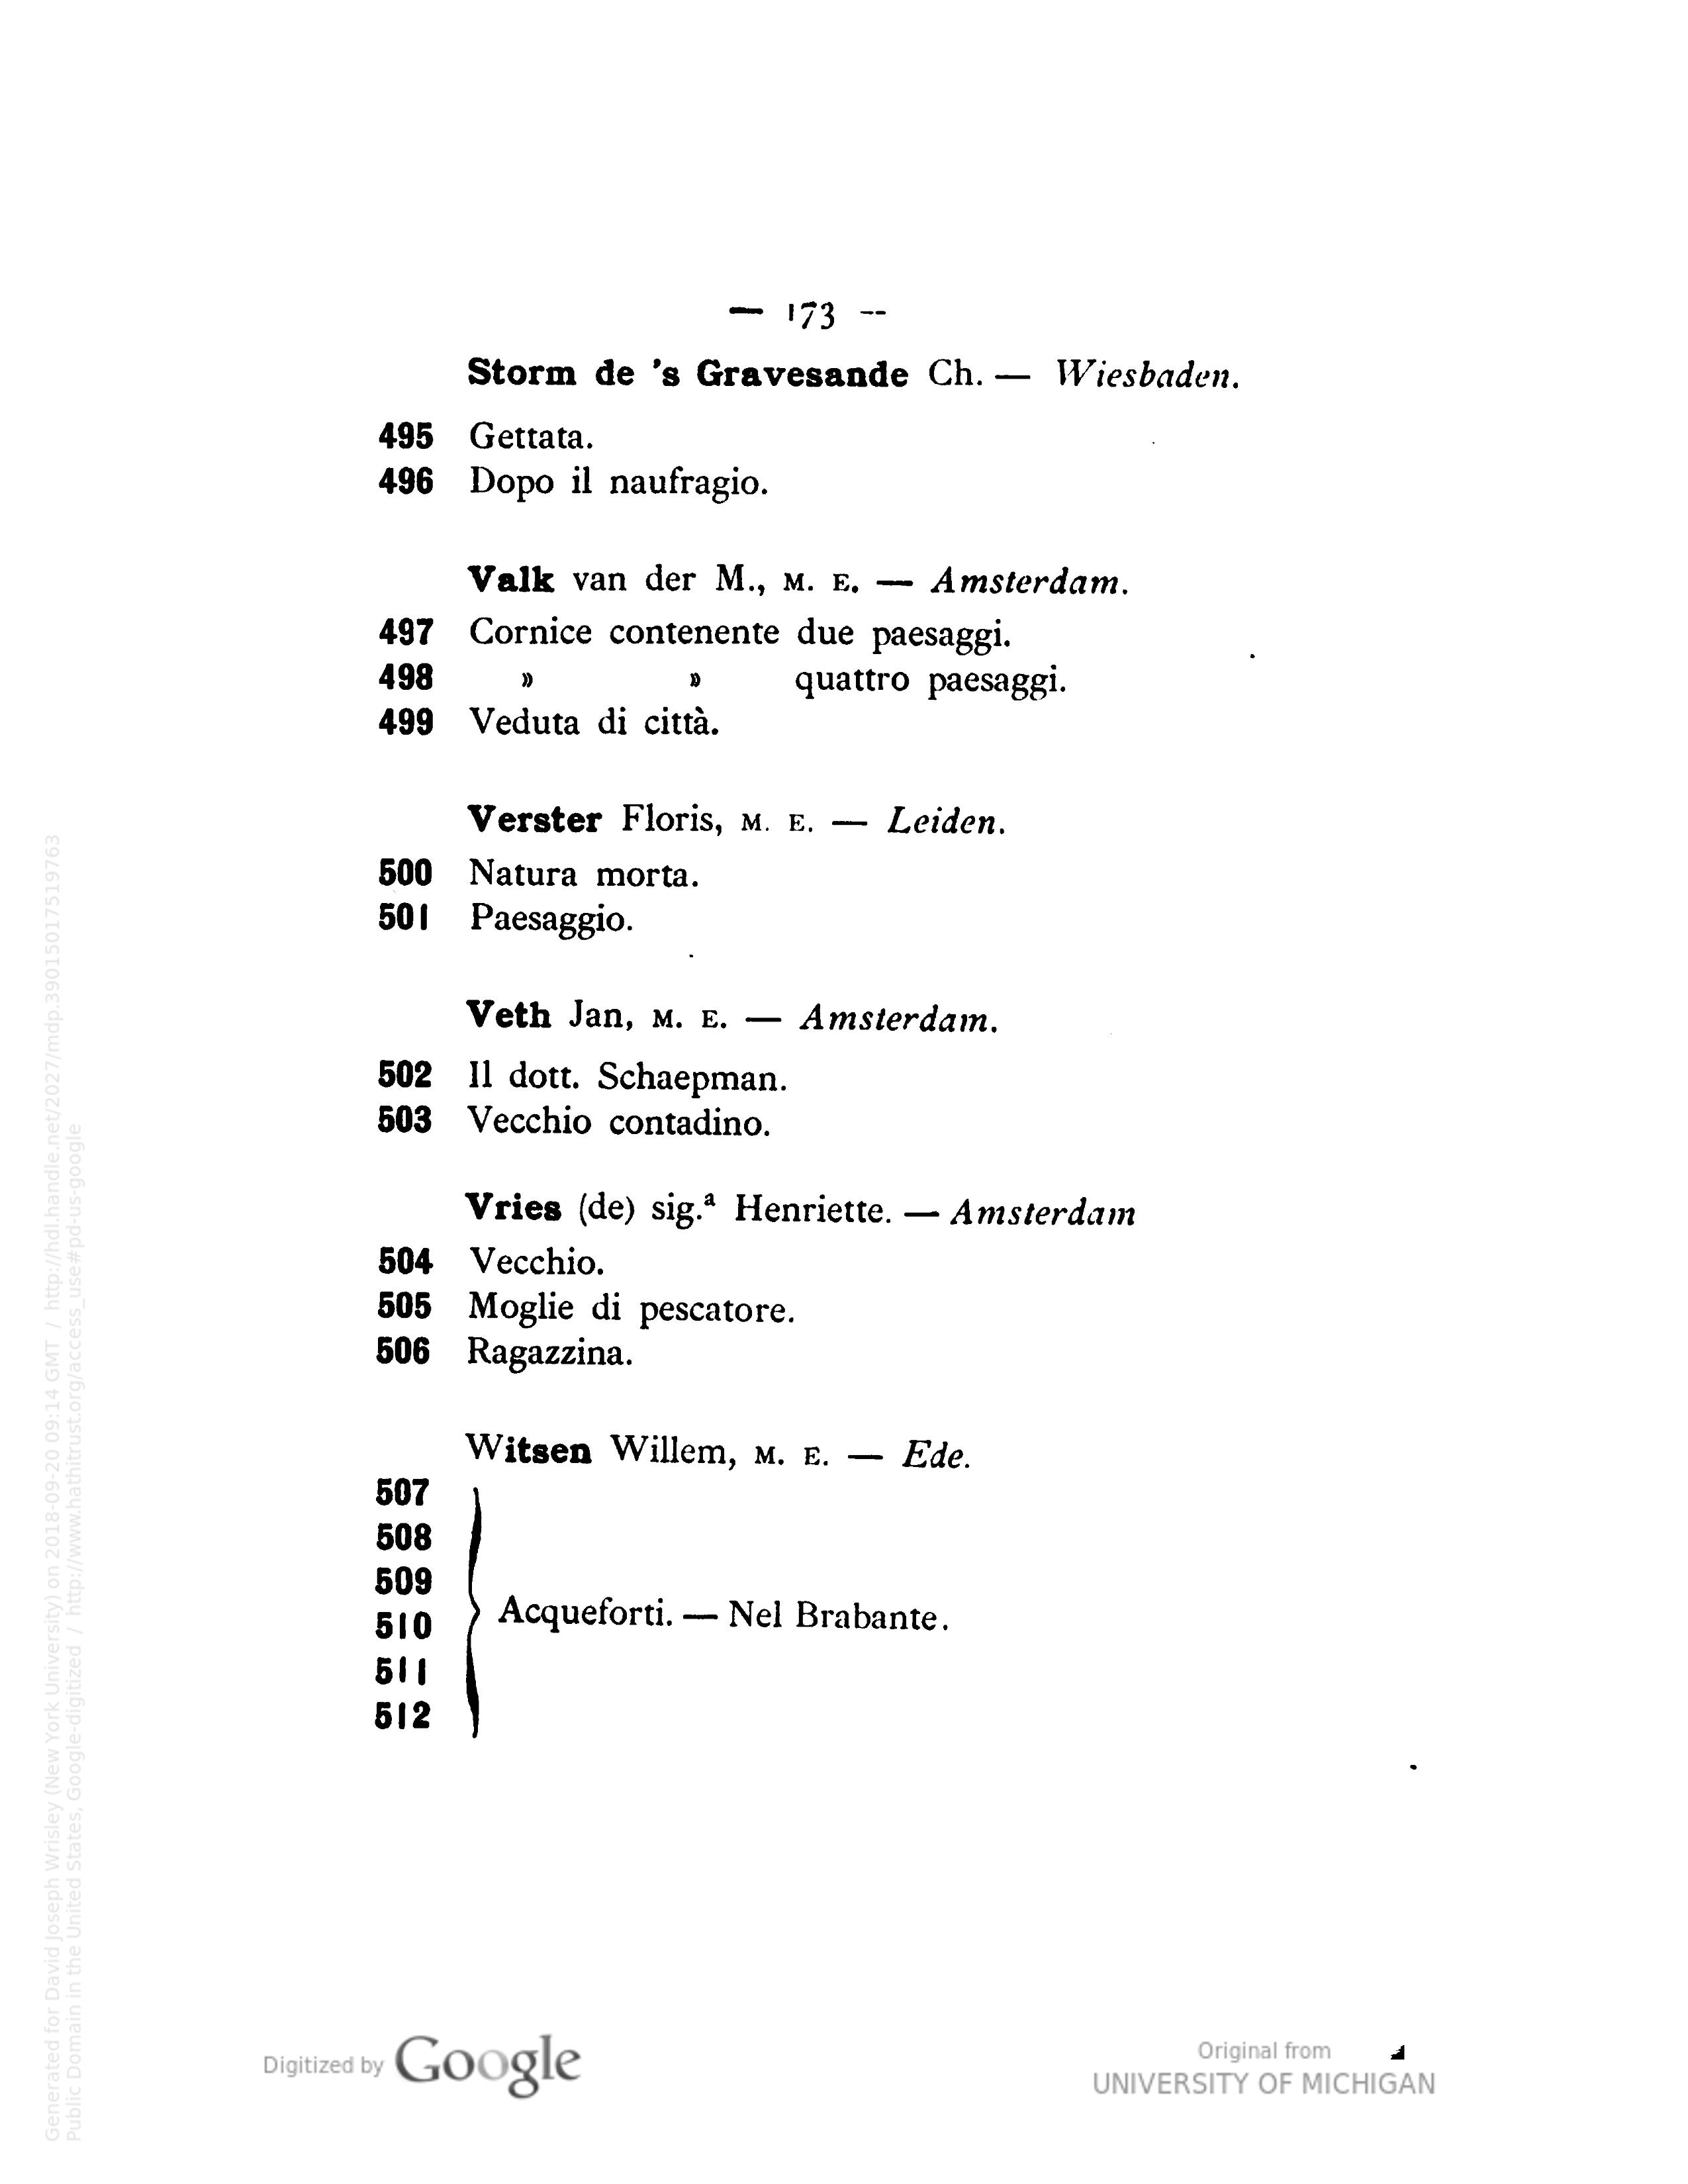 — 173 --
Storm de 's Gravesande Ch. — Wiesbaden.
495 Gettata.
496 Dopo il naufragio.
Valk van der M., M. E. — Amsterdam.
497 Cornice contenente due paesaggi.
498 » » quattro paesaggi.
499 Veduta di città.
Verster Floris, M. E. — Leiden.
500 Natura morta.
501 Paesaggio.
Veth Jan, M. E. — Amsterdam.
502 Il dott. Schaepman.
503 Vecchio contadino.
Vries (de) sig.ª Henriette. — Amsterdam
504 Vecchio.
505 Moglie di pescatore.
506 Ragazzina.
Witsen Willem, M. E. — Ede.
507
508
509
510 Acqueforti. — Nel Brabante.
511
512
Digitized by Google
Original from
UNIVERSITY OF MICHIGAN
Generated for David Joseph Wrisley (New York University) on 2018-09-20 09:14 GMT / http://hdl.handle.net/2027/mdp.39015017519763
Public Domain in the United States, Google-digitized / http://www.hathitrust.org/access_use#pd-us-google